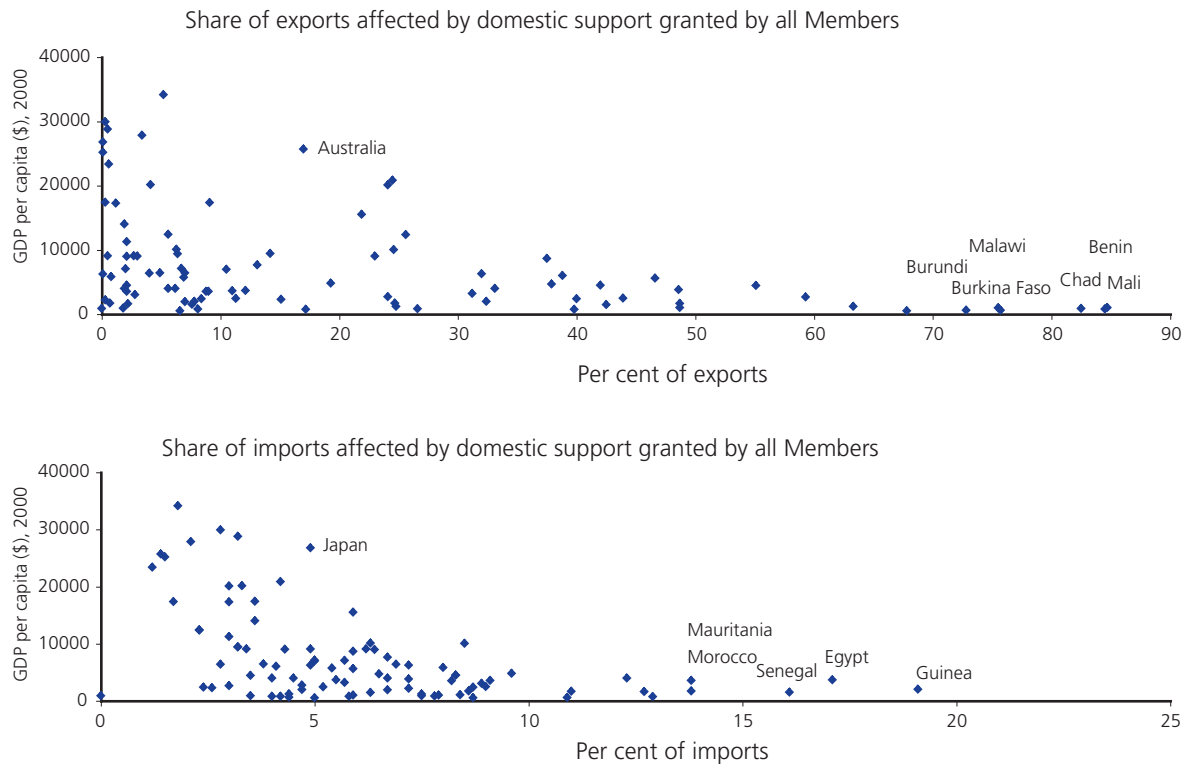 Share of exports affected by domestic support granted by all Members
GDP per capita ($), 2000
40000
30000
20000
10000
0
Australia
Malawi
Benin
Burundi
Burkina Faso
Chad
Mali
0 10 20 30 40 50 60 70 80 90
Per cent of exports
Share of imports affected by domestic support granted by all Members
GDP per capita ($), 2000
40000
30000
20000
10000
0
Japan
Mauritania
Morocco
Senegal
Egypt
Guinea
0 5 10 15 20 25
Per cent of imports